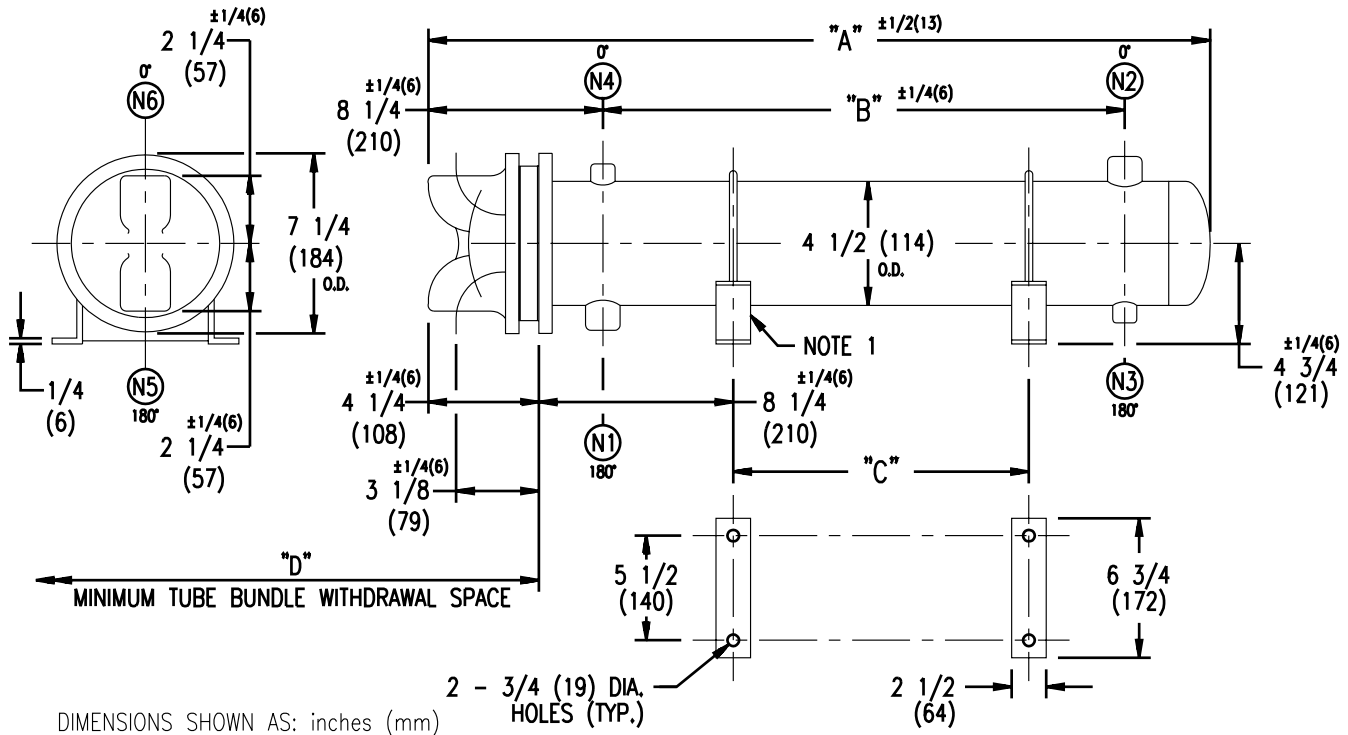 ±1/4(6)
2 1/4
(57)
0°
N6
7 1/4
(184)
O.D.
1/4
(6)
N5
180°
±1/4(6)
2 1/4
(57)
"A" ±1/2(13)
±1/4(6)
8 1/4
(210)
0°
N4
"B" ±1/4(6)
0°
N2
4 1/2 (114)
O.D.
NOTE 1
±1/4(6)
4 3/4
(121)
N3
180°
±1/4(6)
4 1/4
(108)
N1
180°
±1/4(6)
8 1/4
(210)
±1/4(6)
3 1/8
(79)
"C"
"D"
MINIMUM TUBE BUNDLE WITHDRAWAL SPACE
5 1/2
(140)
6 3/4
(172)
2 - 3/4 (19) DIA.
HOLES (TYP.)
2 1/2
(64)
DIMENSIONS SHOWN AS: inches (mm)